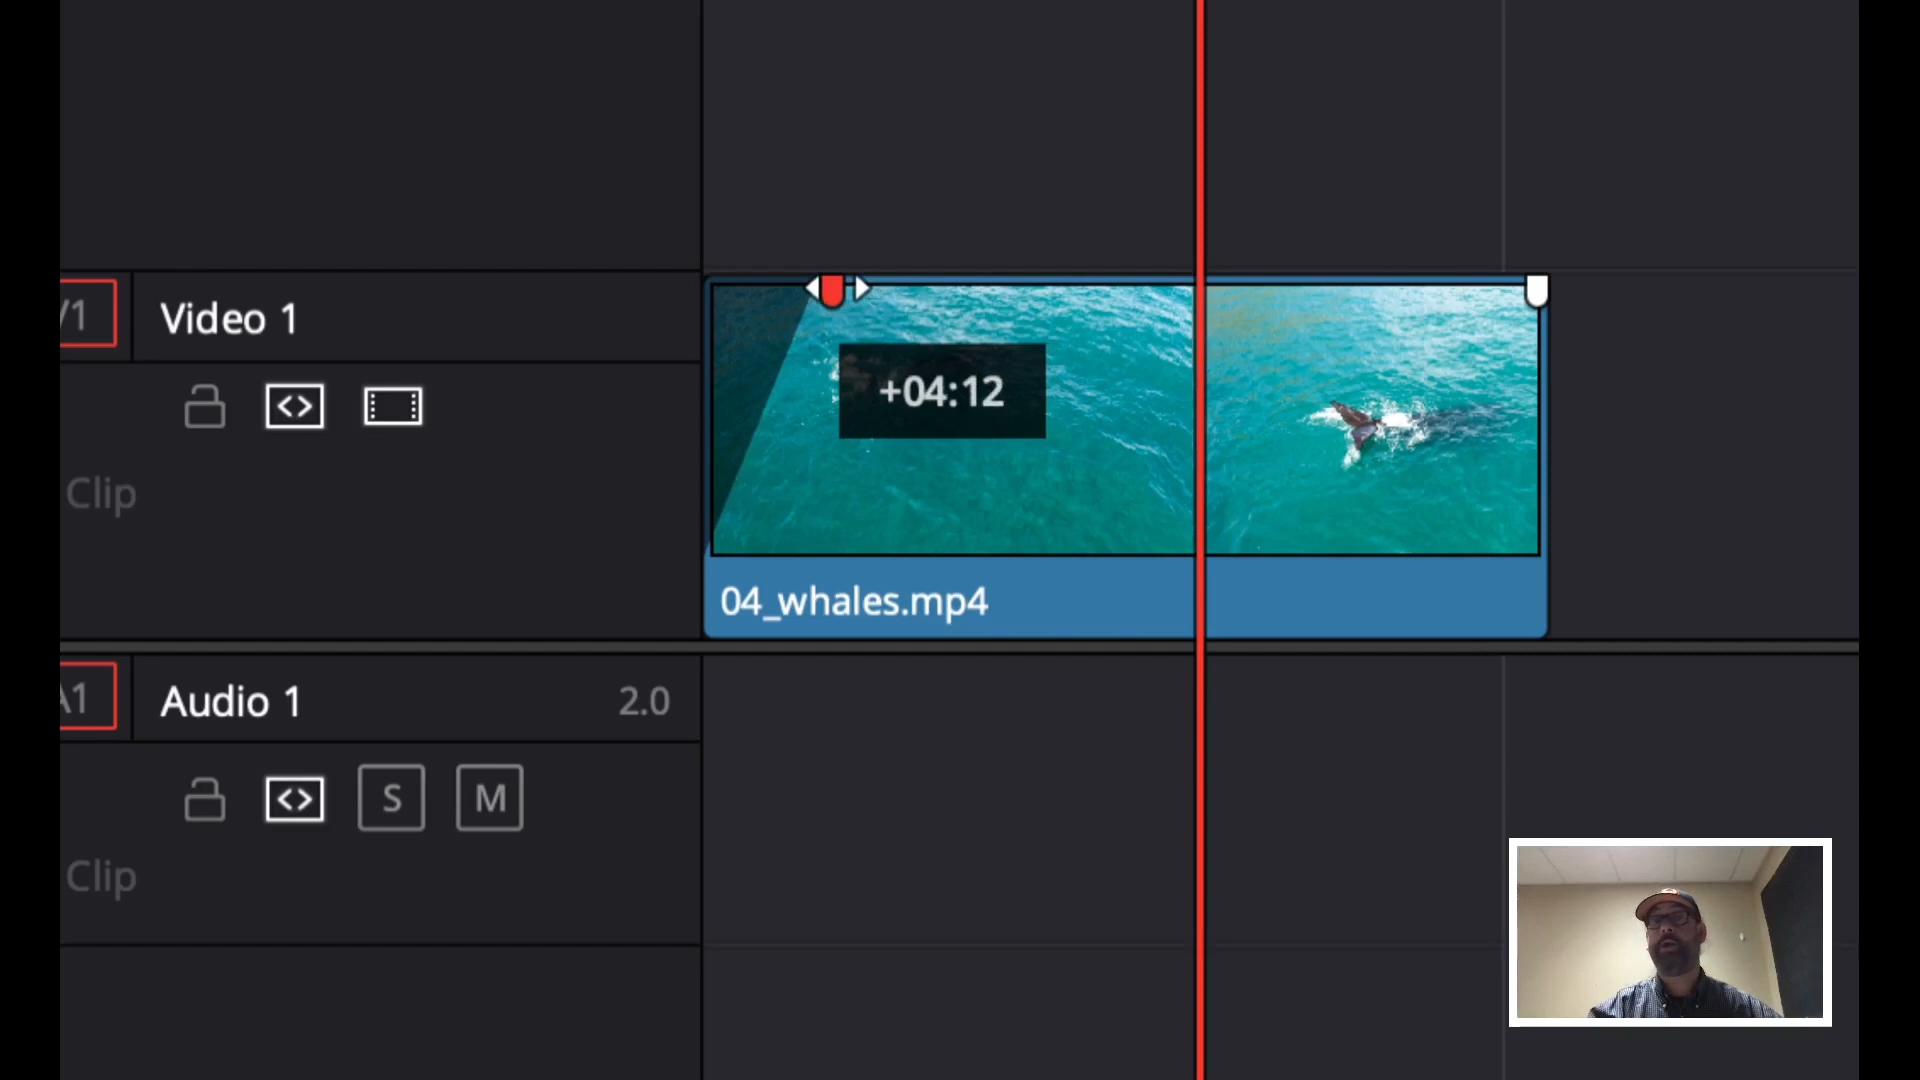 V1
Video 1
+04:12
Clip
04_whales.mp4
A1
Audio 1
2.0
S
M
Clip